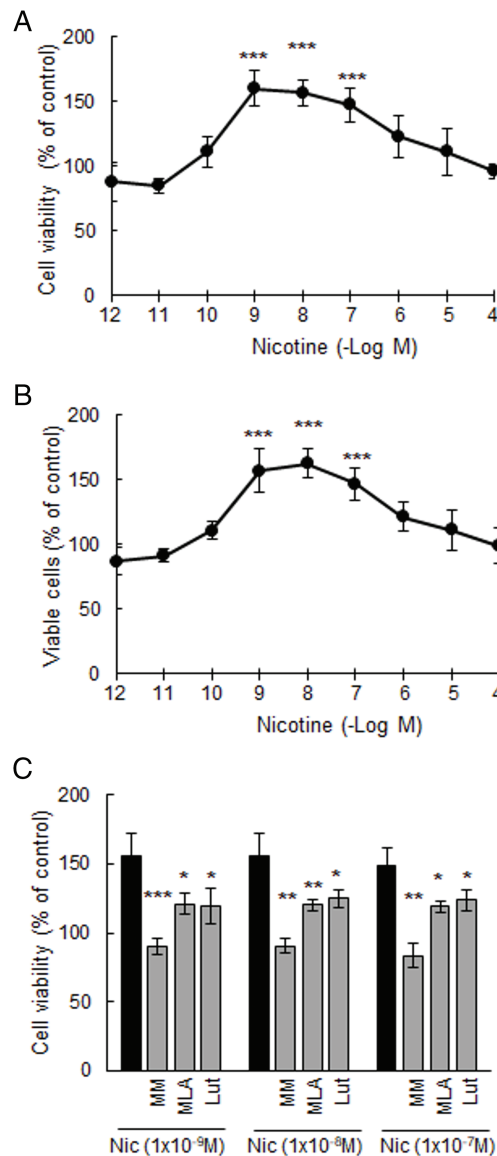 A
Cell viability (% of control)
200
150
100
50
0
*** *** ***
12 11 10 9 8 7 6 5 4
Nicotine (-Log M)
B
Viable cells (% of control)
200
150
100
50
0
*** *** ***
12 11 10 9 8 7 6 5 4
Nicotine (-Log M)
C
Cell viability (% of control)
200
150
100
50
0
*** * * ** ** * ** * *
MM MLA Lut MM MLA Lut MM MLA Lut
Nic (1x10⁻⁹M) Nic (1x10⁻⁸M) Nic (1x10⁻⁷M)